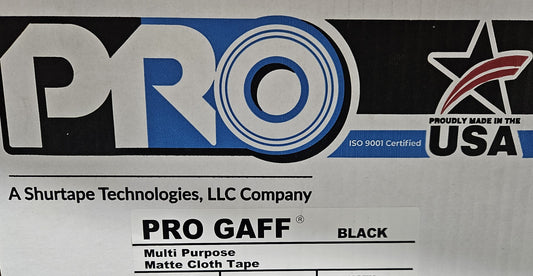 PRO
PROUDLY MADE IN THE
USA
ISO 9001 Certified
A Shurtape Technologies, LLC Company
PRO GAFF® BLACK
Multi Purpose
Matte Cloth Tape